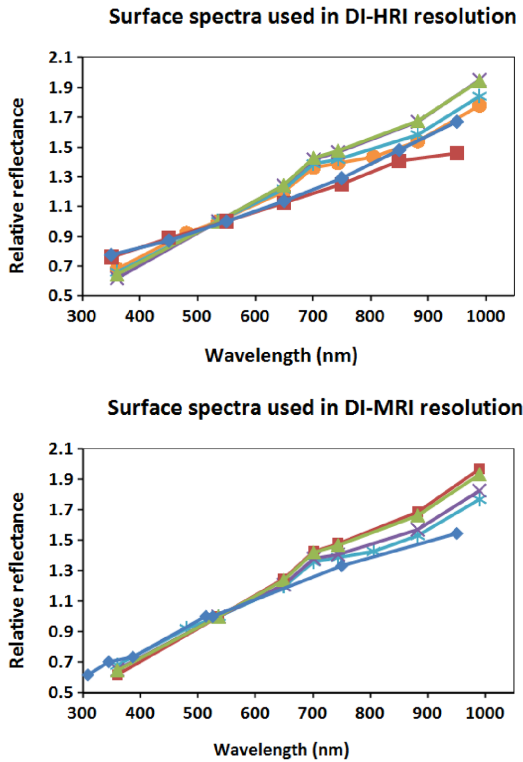 Surface spectra used in DI-HRI resolution
2.1
1.9
1.7
1.5
1.3
1.1
0.9
0.7
0.5
Relative reflectance
300 400 500 600 700 800 900 1000
Wavelength (nm)
Surface spectra used in DI-MRI resolution
2.1
1.9
1.7
1.5
1.3
1.1
0.9
0.7
0.5
Relative reflectance
300 400 500 600 700 800 900 1000
Wavelength (nm)